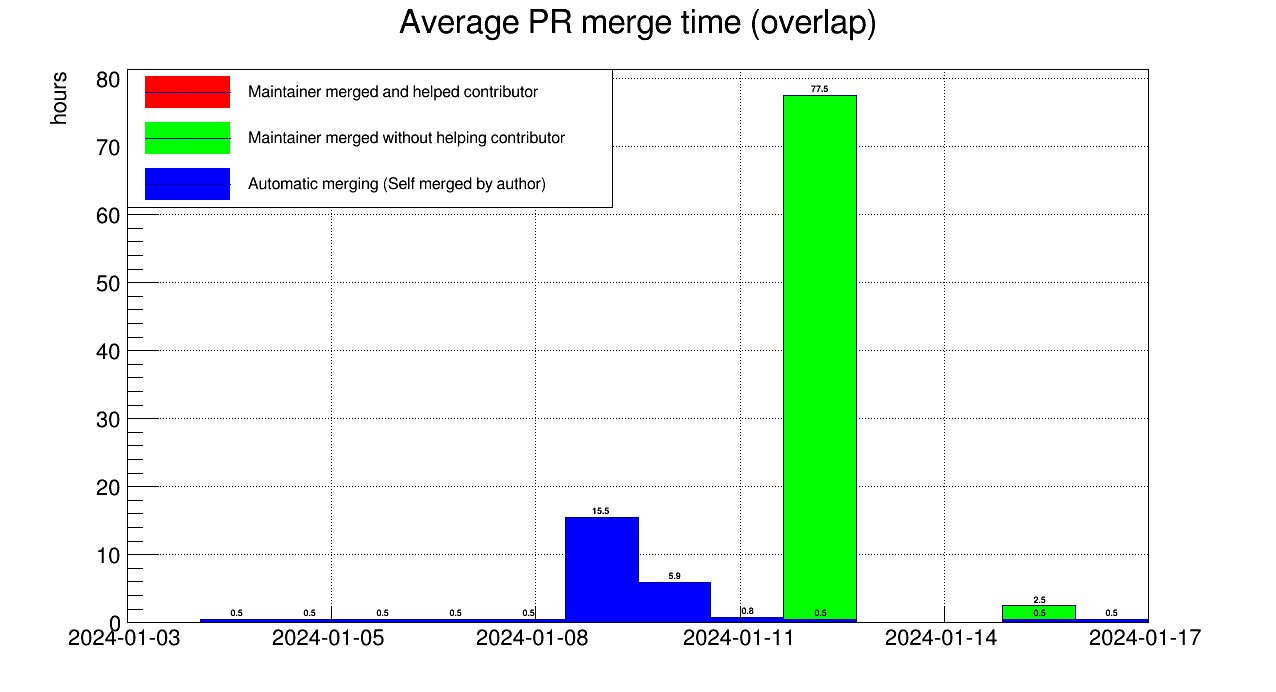 Average PR merge time (overlap)
hours
Maintainer merged and helped contributor
Maintainer merged without helping contributor
Automatic merging (Self merged by author)
80
70
60
50
40
30
20
10
0
77.5
15.5
5.9
2.5
0.5 0.5 0.5 0.5 0.5 0.8 0.5 0.5 0.5
2024-01-03 2024-01-05 2024-01-08 2024-01-11 2024-01-14 2024-01-17